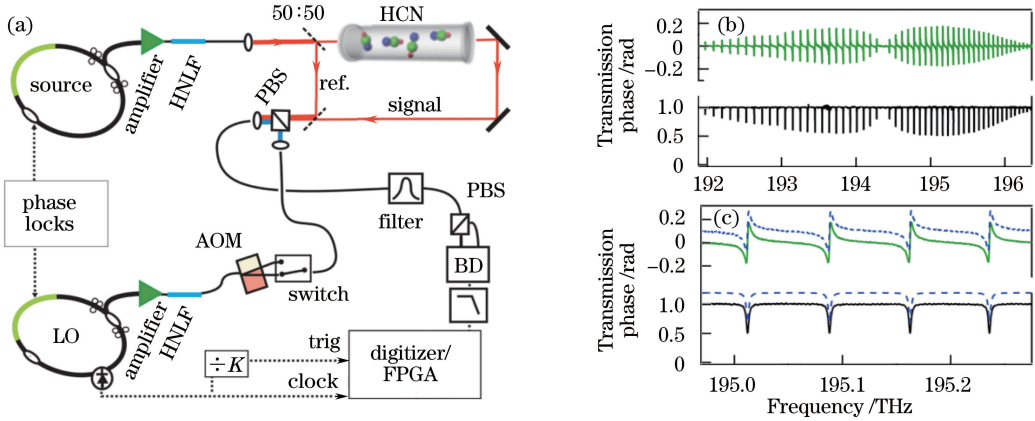 (a)
50:50
HCN
source
amplifier
HNLF
PBS
ref.
signal
phase
locks
filter
PBS
AOM
switch
BD
LO
amplifier
HNLF
÷K
trig
clock
digitizer/
FPGA
(b)
Transmission
phase /rad
0.2
0
−0.2
1.0
0.5
0
192
193
194
195
196
(c)
Transmission
phase /rad
0.2
0
−0.2
1.0
0.5
0
195.0
195.1
195.2
Frequency /THz